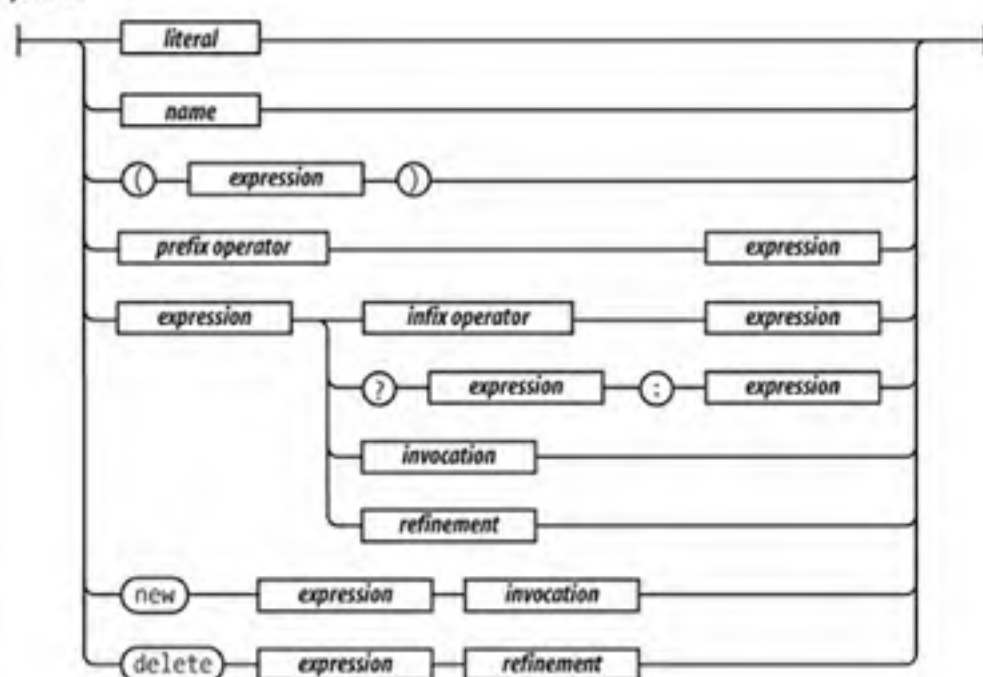 literal
name
( expression )
prefix operator expression
expression infix operator expression
? expression : expression
invocation
refinement
new expression invocation
delete expression refinement